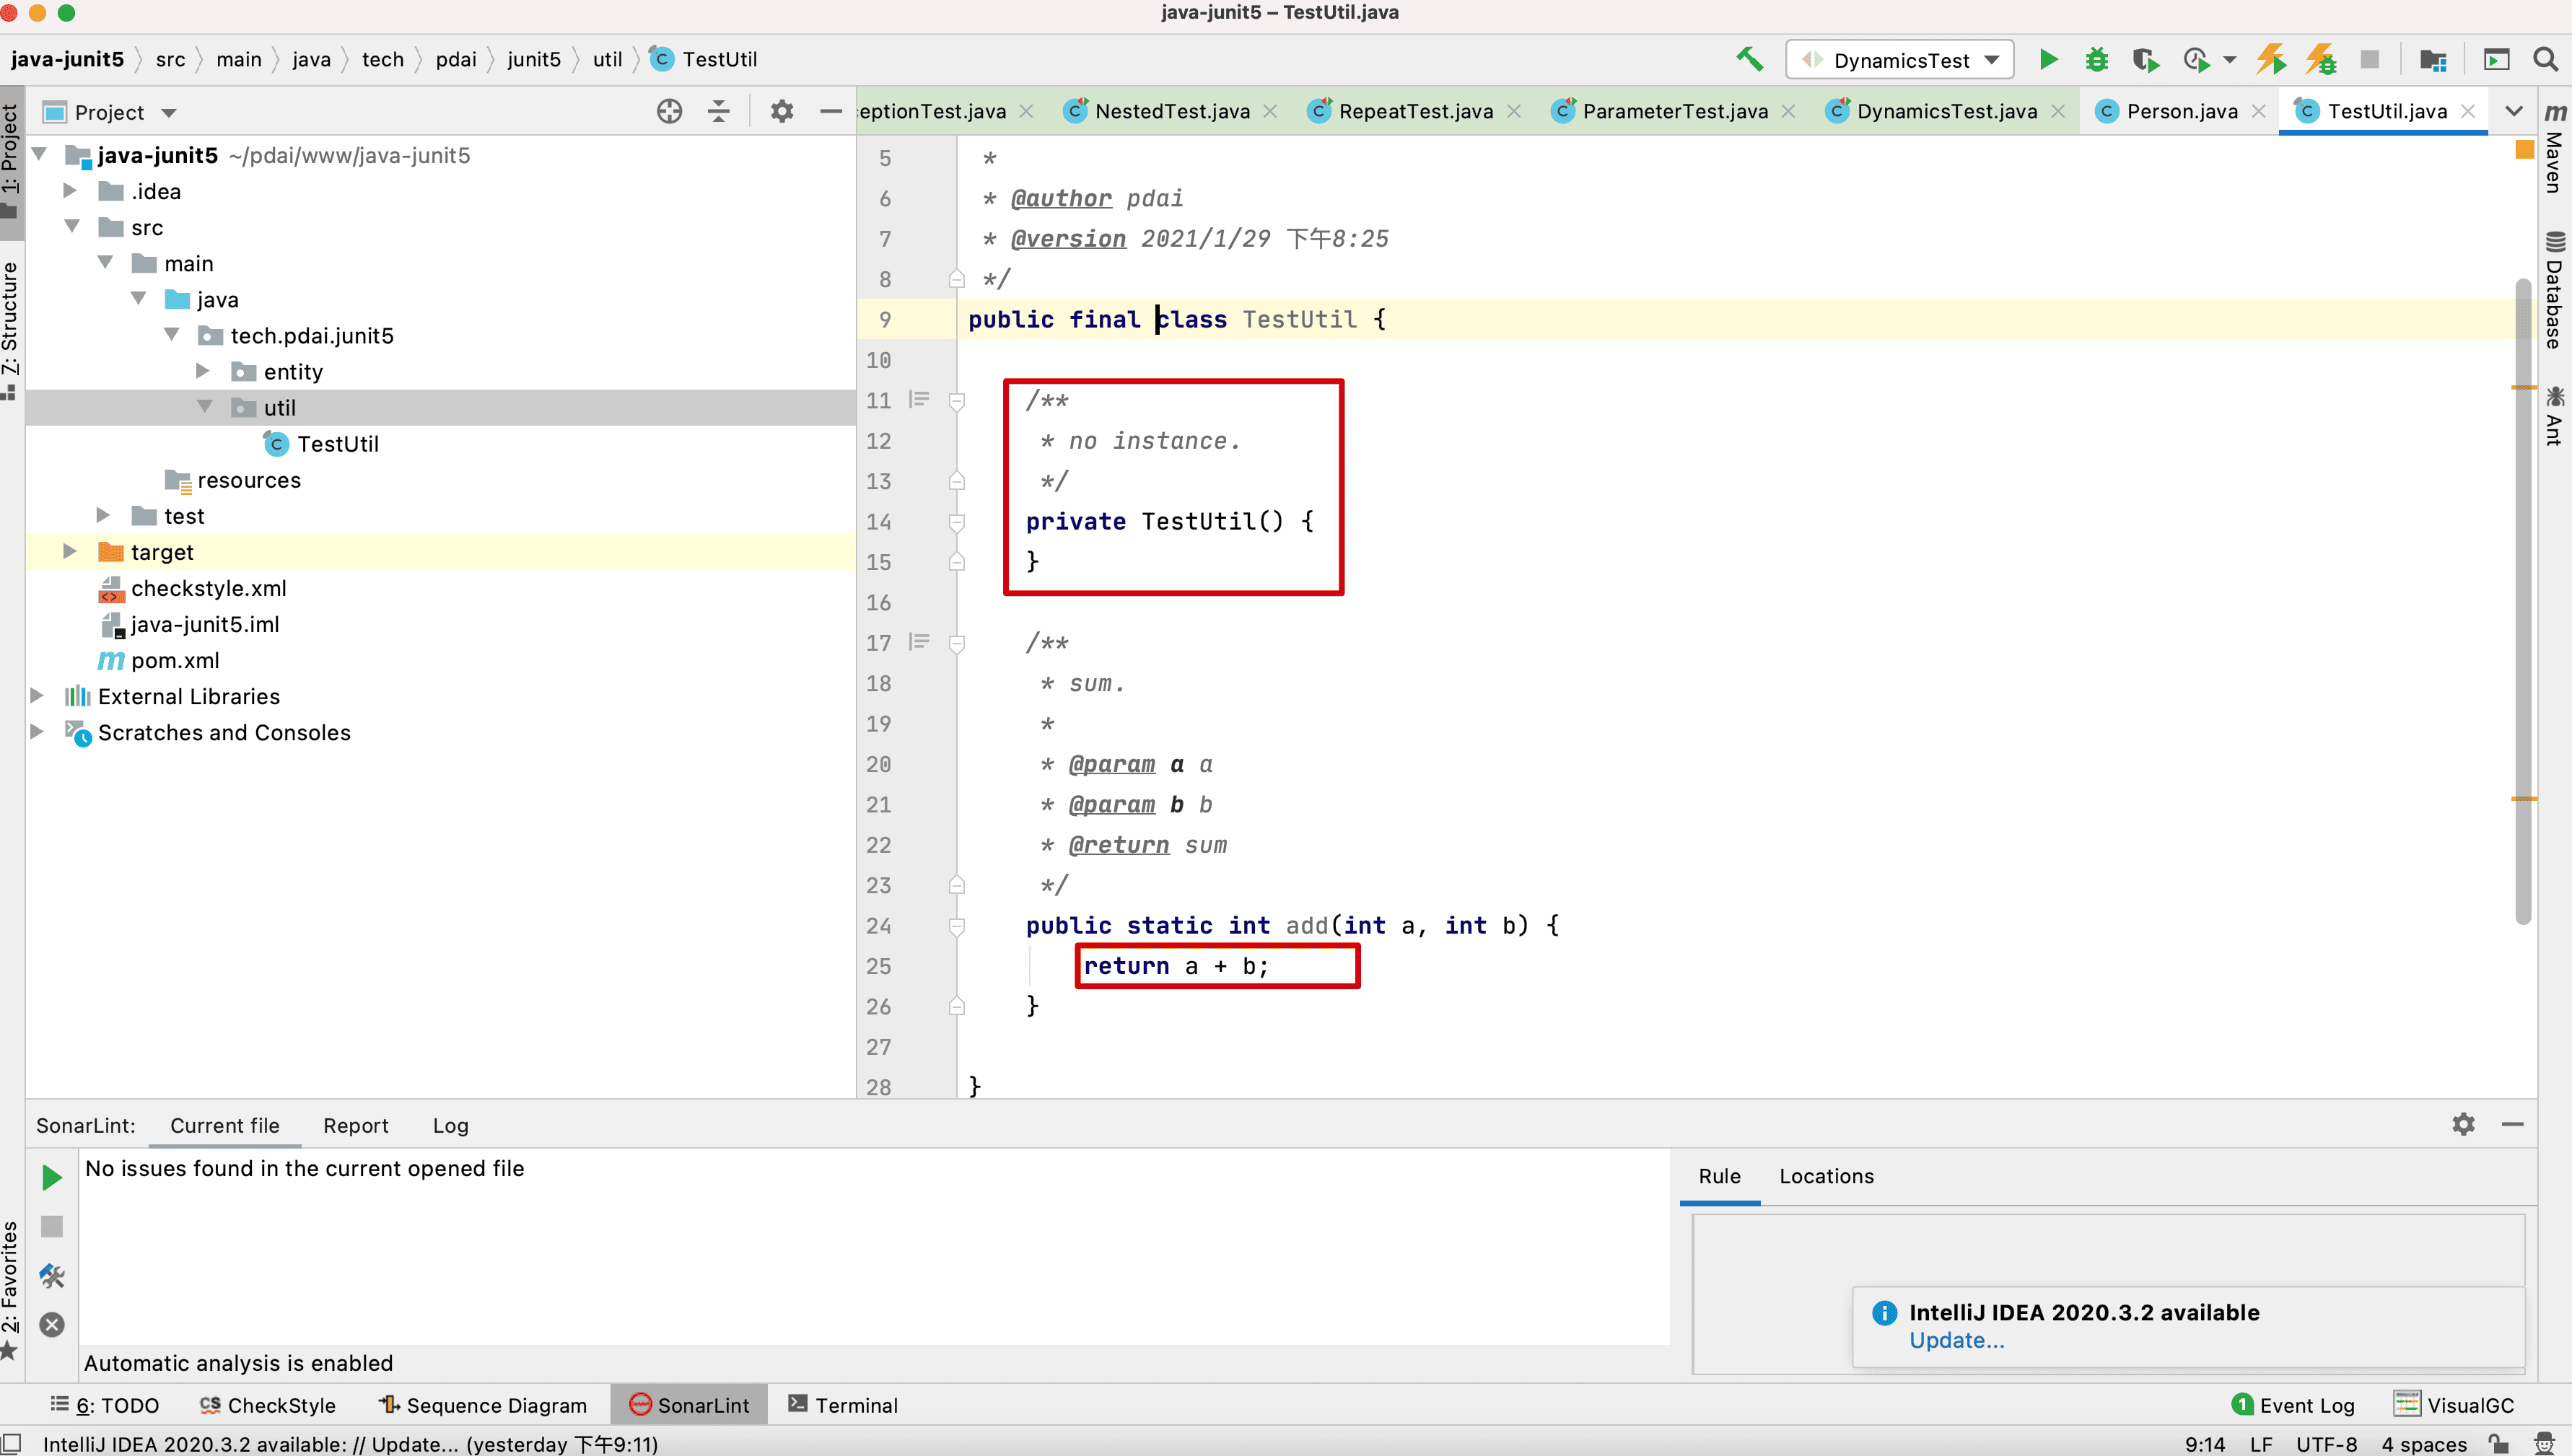 java-junit5 – TestUtil.java
java-junit5 src main java tech pdai junit5 util TestUtil
DynamicsTest
Project
eptionTest.java NestedTest.java RepeatTest.java ParameterTest.java DynamicsTest.java Person.java TestUtil.java
1: Project
7: Structure
2: Favorites
java-junit5 ~/pdai/www/java-junit5
.idea
src
main
java
tech.pdai.junit5
entity
util
TestUtil
resources
test
target
checkstyle.xml
java-junit5.iml
pom.xml
External Libraries
Scratches and Consoles
5 *
6 * @author pdai
7 * @version 2021/1/29 下午8:25
8 */
9 public final class TestUtil {
10
11 /**
12 * no instance.
13 */
14 private TestUtil() {
15 }
16
17 /**
18 * sum.
19 *
20 * @param a a
21 * @param b b
22 * @return sum
23 */
24 public static int add(int a, int b) {
25 return a + b;
26 }
27
28 }
Maven
Database
Ant
SonarLint: Current file Report Log
No issues found in the current opened file
Automatic analysis is enabled
Rule Locations
IntelliJ IDEA 2020.3.2 available
Update...
6: TODO CheckStyle Sequence Diagram SonarLint Terminal
1 Event Log VisualGC
IntelliJ IDEA 2020.3.2 available: // Update... (yesterday 下午9:11)
9:14 LF UTF-8 4 spaces